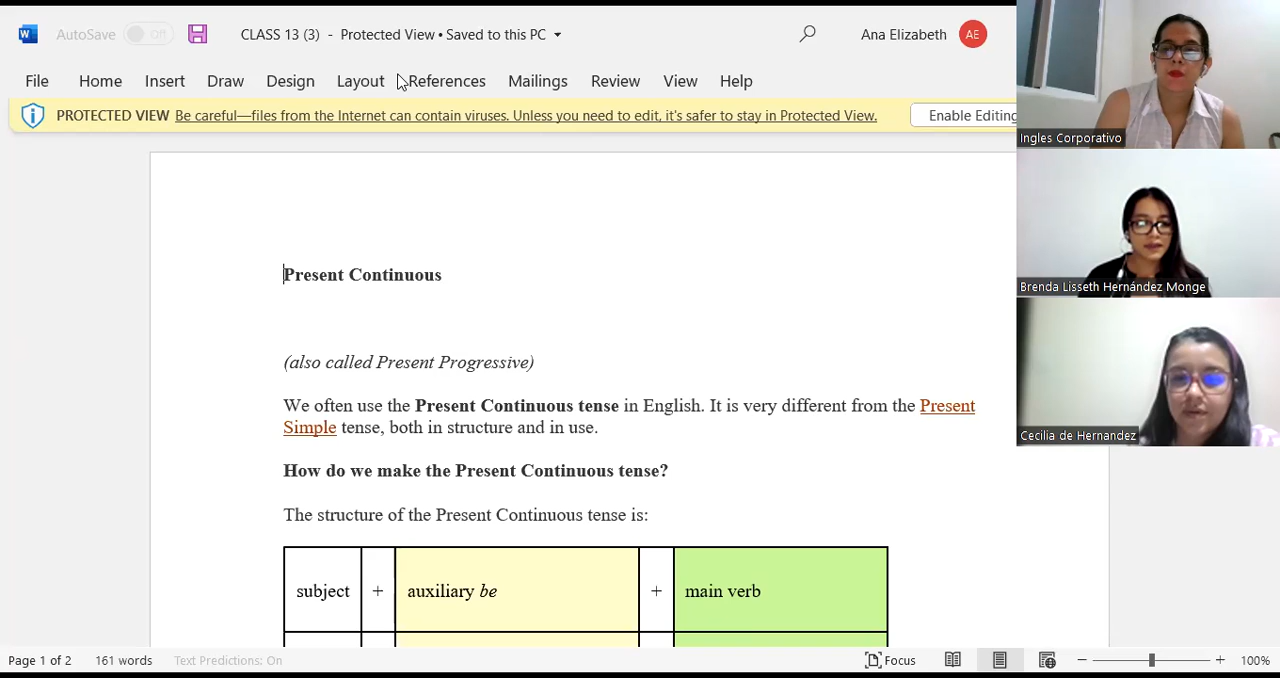 AutoSave Off CLASS 13 (3) - Protected View • Saved to this PC Ana Elizabeth AE
File Home Insert Draw Design Layout References Mailings Review View Help
PROTECTED VIEW Be careful—files from the Internet can contain viruses. Unless you need to edit, it's safer to stay in Protected View. Enable Editing
Ingles Corporativo
Brenda Lisseth Hernández Monge
Cecilia de Hernandez
Present Continuous
(also called Present Progressive)
We often use the Present Continuous tense in English. It is very different from the Present
Simple tense, both in structure and in use.
How do we make the Present Continuous tense?
The structure of the Present Continuous tense is:
subject + auxiliary be + main verb
Page 1 of 2 161 words Text Predictions: On Focus 100%